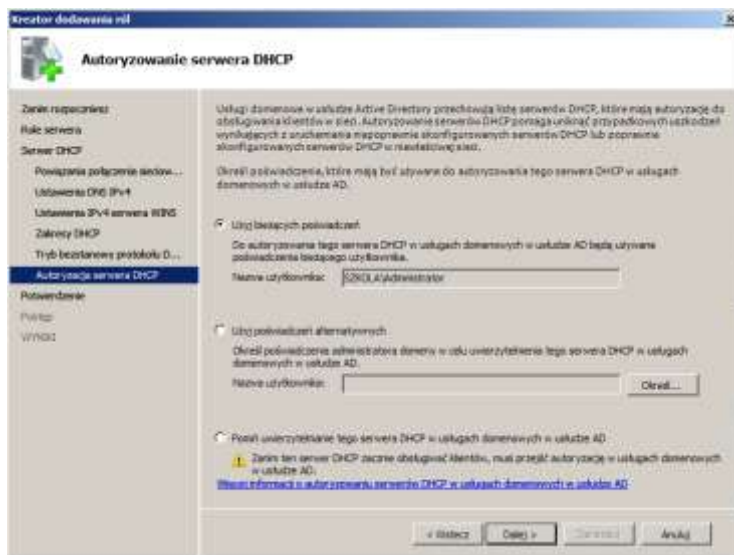 Kreator dodawania ról
Autoryzowanie serwera DHCP
Zanim rozpoczniesz
Role serwera
Serwer DHCP
Powiązania połączenia sieciow...
Ustawienia DNS IPv4
Ustawienia IPv4 serwera WINS
Zakresy DHCP
Tryb bezstanowy protokołu D...
Autoryzacja serwera DHCP
Potwierdzenie
Postęp
Wyniki
Usługi domenowe w usłudze Active Directory przechowują listę serwerów DHCP, które mają autoryzację do
obsługiwania klientów w sieci. Autoryzowanie serwerów DHCP pomaga uniknąć przypadkowych uszkodzeń
wynikających z uruchamiania niepoprawnie skonfigurowanych serwerów DHCP lub poprawnie
skonfigurowanych serwerów DHCP w niewłaściwej sieci.
Określ poświadczenia, które mają być używane do autoryzowania tego serwera DHCP w usługach
domenowych w usłudze AD.
Użyj bieżących poświadczeń
Do autoryzowania tego serwera DHCP w usługach domenowych w usłudze AD będą używane
poświadczenia bieżącego użytkownika.
Nazwa użytkownika: SZKOLA\Administrator
Użyj poświadczeń alternatywnych
Określ poświadczenia administratora domeny w celu uwierzytelnienia tego serwera DHCP w usługach
domenowych w usłudze AD.
Nazwa użytkownika: Określ...
Pomiń uwierzytelnianie tego serwera DHCP w usługach domenowych w usłudze AD
Zanim ten serwer DHCP zacznie obsługiwać klientów, musi przejść autoryzację w usługach domenowych
w usłudze AD.
Więcej informacji o autoryzowaniu serwerów DHCP w usługach domenowych w usłudze AD
< Wstecz Dalej > Zainstaluj Anuluj